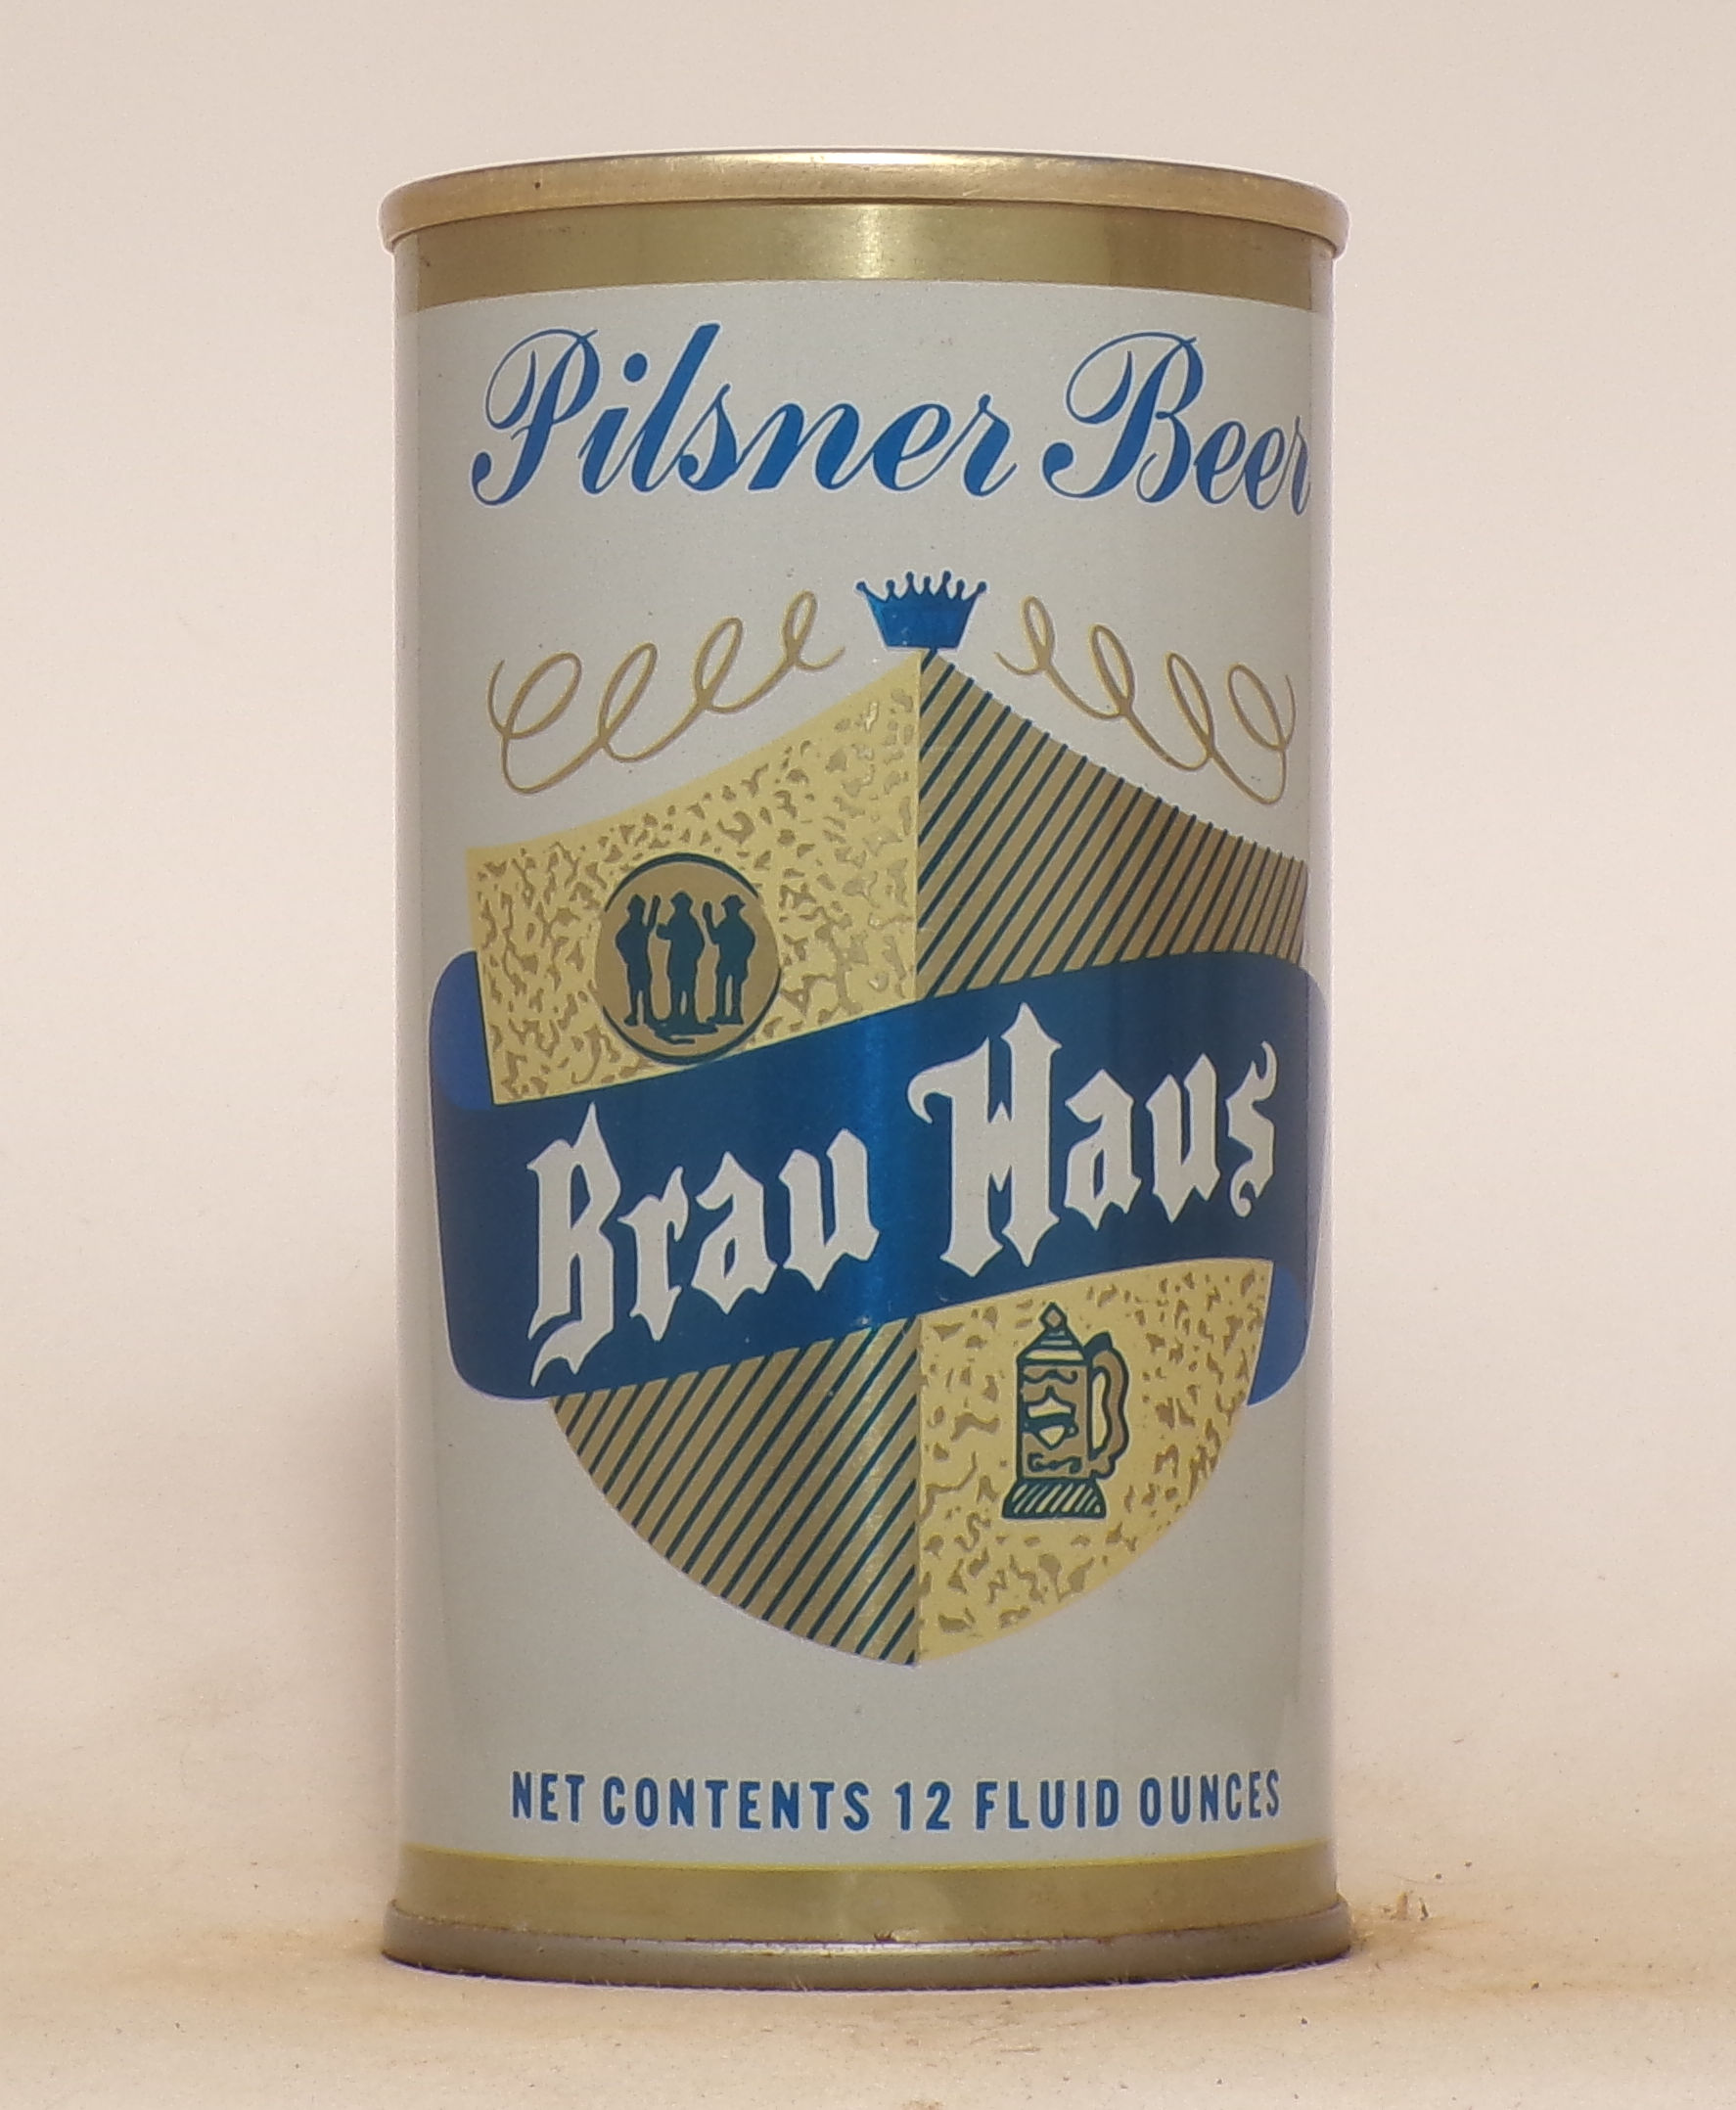 Pilsner Beer
Brau Haus
NET CONTENTS 12 FLUID OUNCES